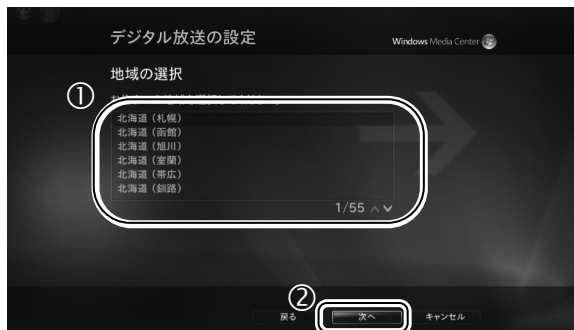 デジタル放送の設定
Windows Media Center
地域の選択
①
北海道（札幌）
北海道（函館）
北海道（旭川）
北海道（室蘭）
北海道（帯広）
北海道（釧路）
1/55
②
戻る
次へ
キャンセル